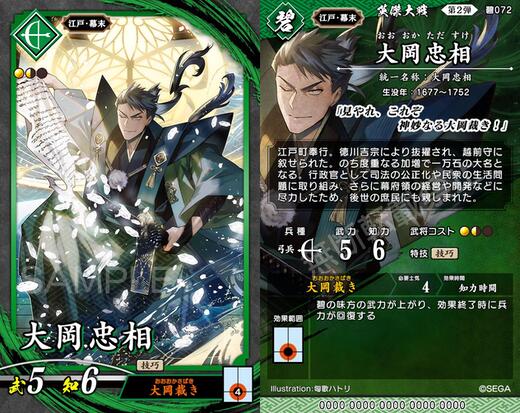 江戸・幕末
SAMPLE
大岡忠相
技巧
武5 知6
おおおかさばき
大岡裁き
4
碧
江戸・幕末
英傑大戦
第2弾
碧072
おお おか ただ すけ
大岡忠相
統一名称：大岡忠相
生没年：1677～1752
「見やれ、これぞ
神妙なる大岡裁き！」
江戸町奉行。徳川吉宗により抜擢され、越前守に
叙せられた。のち度重なる加増で一万石の大名と
なる。行政官として司法の公正化や民衆の生活問
題に取り組み、さらに幕府領の経営や開発などに
尽力したため、後世の庶民にも親しまれた。
兵種 武力 知力 武将コスト
弓兵 5 6
特技 技巧
おおおかさばき 必要士気 効果時間
大岡裁き 4 知力時間
碧の味方の武力が上がり、効果終了時に兵
力が回復する
効果範囲
Illustration:匈歌ハトリ
©SEGA
0000-0000-0000-0000-0000